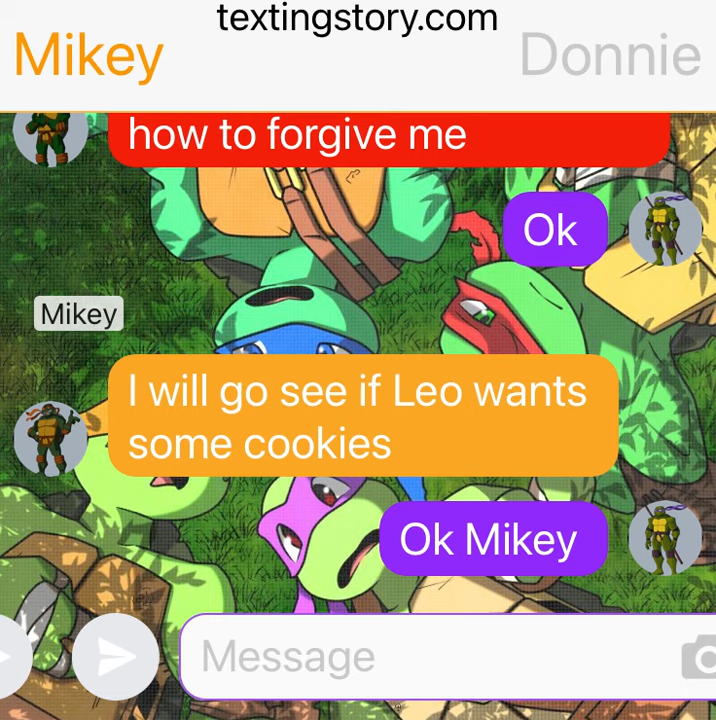 textingstory.com
Mikey
Donnie
how to forgive me
Ok
Mikey
I will go see if Leo wants
some cookies
Ok Mikey
Message